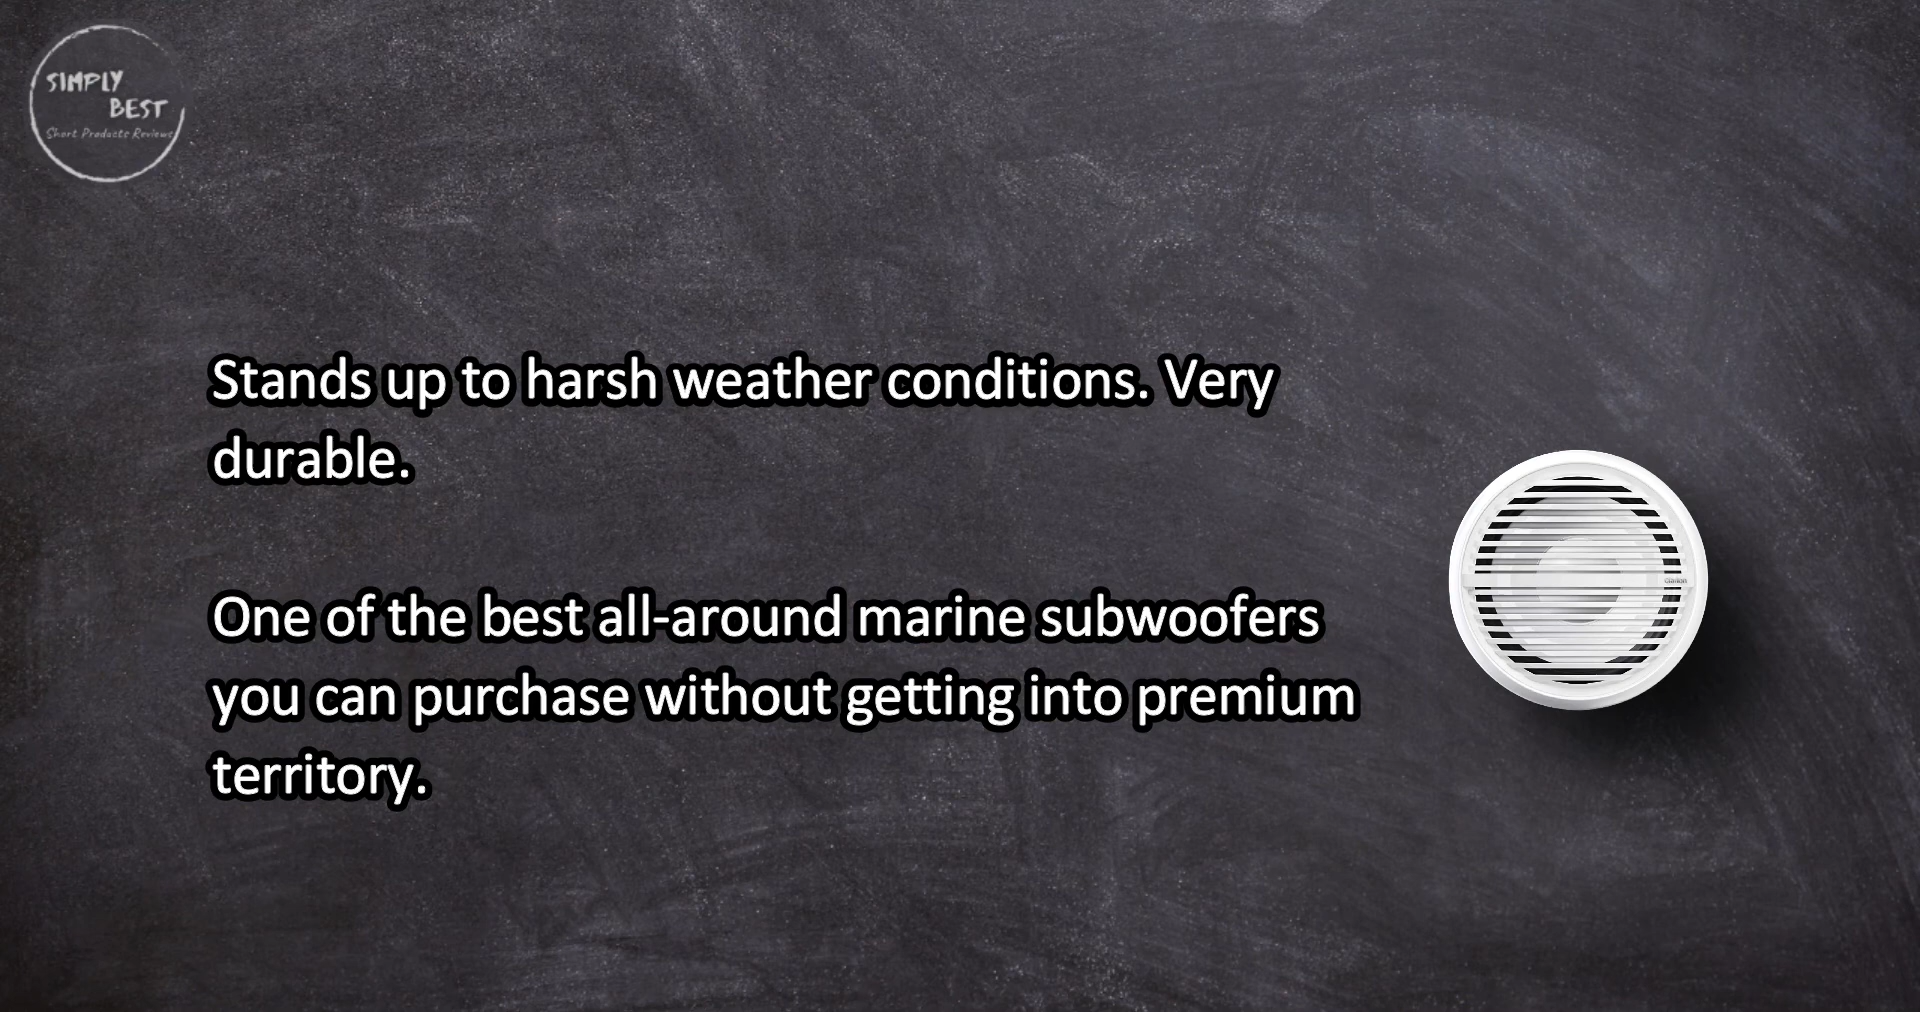 SIMPLY
BEST
Short Products Reviews
Stands up to harsh weather conditions. Very
durable.
One of the best all-around marine subwoofers
you can purchase without getting into premium
territory.
Clarion